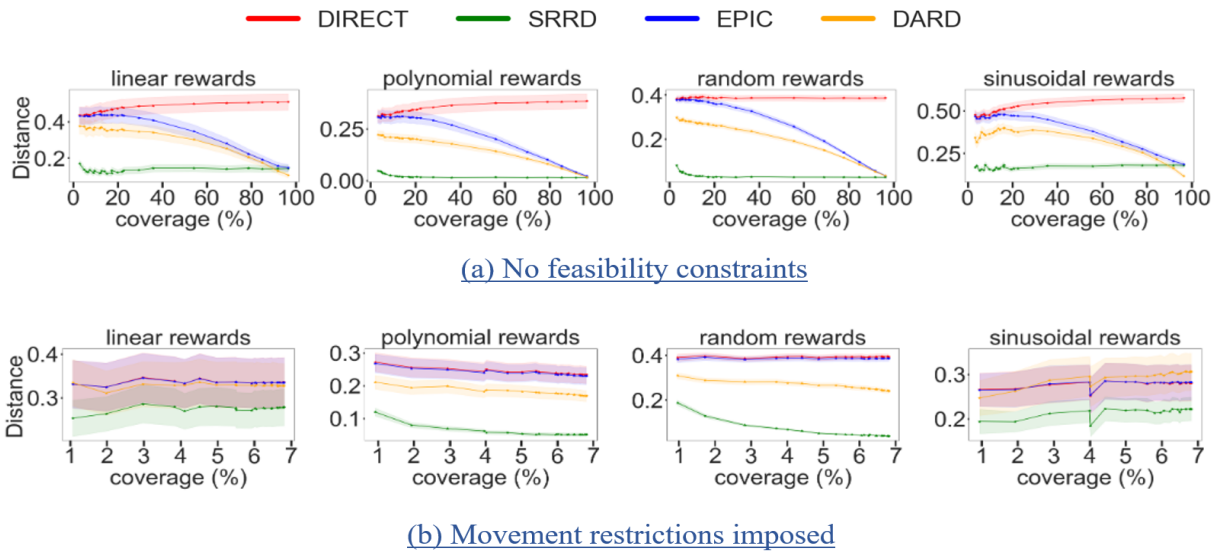 DIRECT SRRD EPIC DARD
linear rewards polynomial rewards random rewards sinusoidal rewards
Distance
0.4
0.2
0.25
0.00
0.4
0.2
0.50
0.25
0 20 40 60 80 100 0 20 40 60 80 100 0 20 40 60 80 100 0 20 40 60 80 100
coverage (%) coverage (%) coverage (%) coverage (%)
(a) No feasibility constraints
linear rewards polynomial rewards random rewards sinusoidal rewards
Distance
0.4
0.3
0.3
0.2
0.1
0.4
0.2
0.3
0.2
1 2 3 4 5 6 7 1 2 3 4 5 6 7 1 2 3 4 5 6 7 1 2 3 4 5 6 7
coverage (%) coverage (%) coverage (%) coverage (%)
(b) Movement restrictions imposed